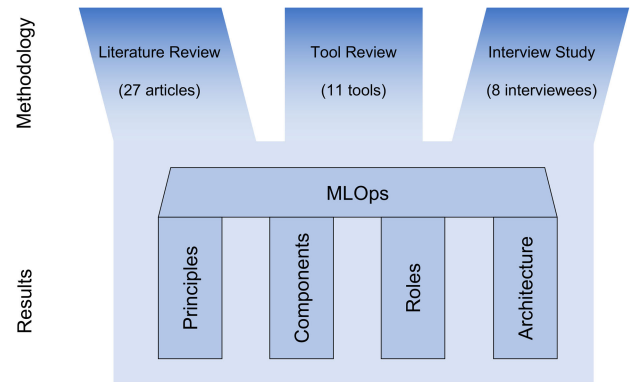 Methodology
Literature Review
(27 articles)
Tool Review
(11 tools)
Interview Study
(8 interviewees)
Results
MLOps
Principles
Components
Roles
Architecture